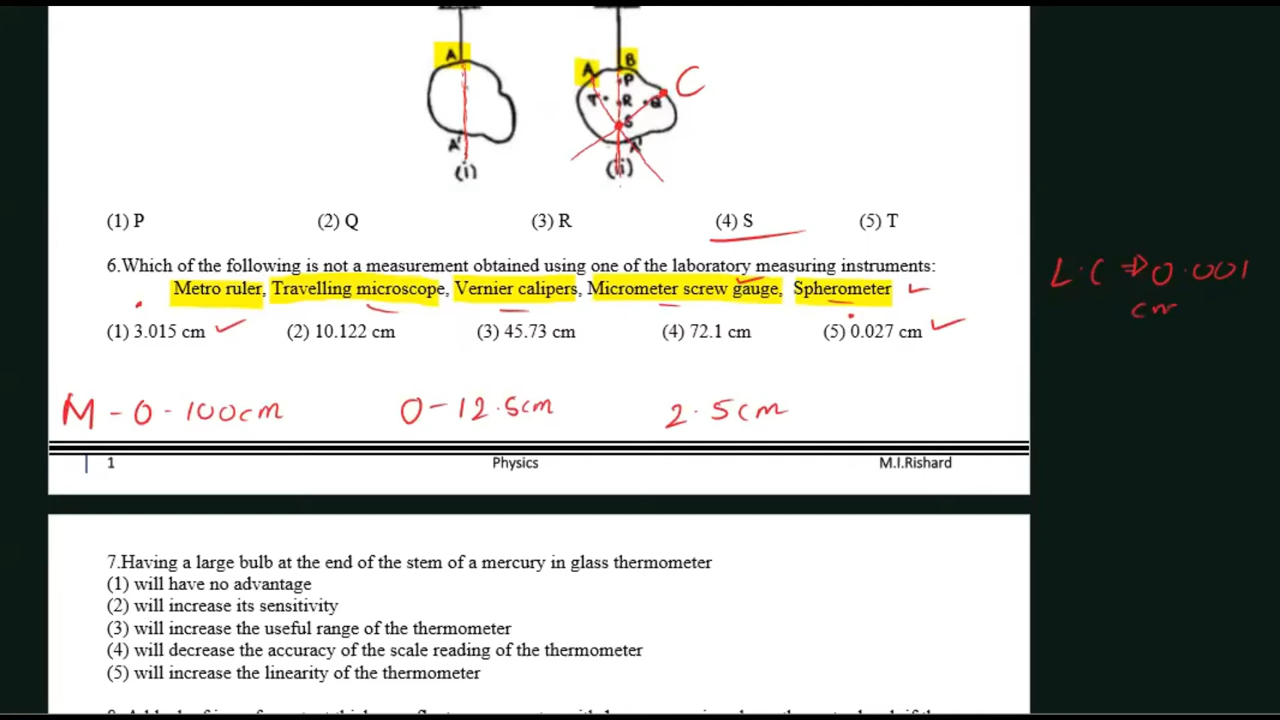 A
B
A
P
C
T
R
Q
S
A'
A'
(i)
(ii)
(1) P (2) Q (3) R (4) S (5) T
6.Which of the following is not a measurement obtained using one of the laboratory measuring instruments:
Metro ruler, Travelling microscope, Vernier calipers, Micrometer screw gauge, Spherometer
L.C ⇒ 0.001
cm
(1) 3.015 cm (2) 10.122 cm (3) 45.73 cm (4) 72.1 cm (5) 0.027 cm
M - 0 - 100cm 0 - 12.5cm 2.5cm
1 Physics M.I.Rishard
7.Having a large bulb at the end of the stem of a mercury in glass thermometer
(1) will have no advantage
(2) will increase its sensitivity
(3) will increase the useful range of the thermometer
(4) will decrease the accuracy of the scale reading of the thermometer
(5) will increase the linearity of the thermometer